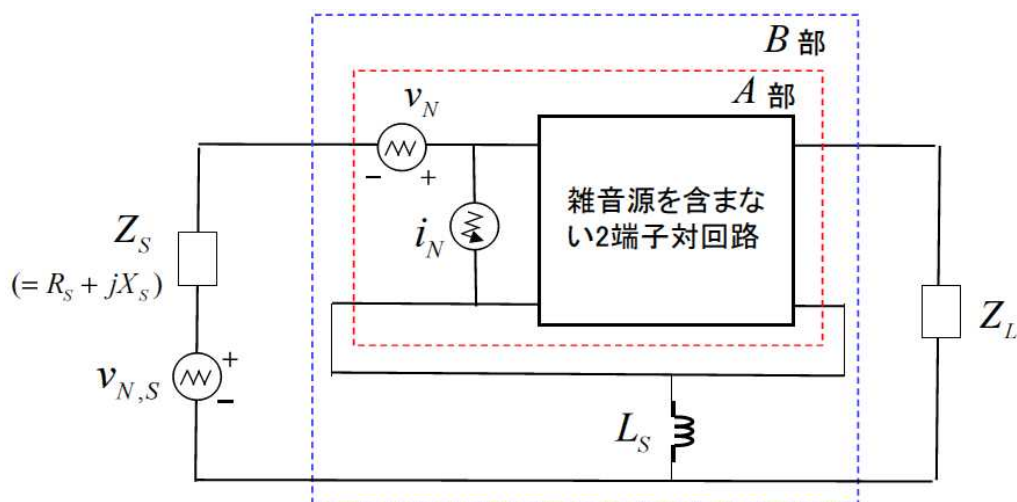 B 部
A 部
v_N
− +
雑音源を含まな
い2端子対回路
i_N
Z_S
(= R_S + jX_S)
Z_L
+
v_{N,S}
−
L_S